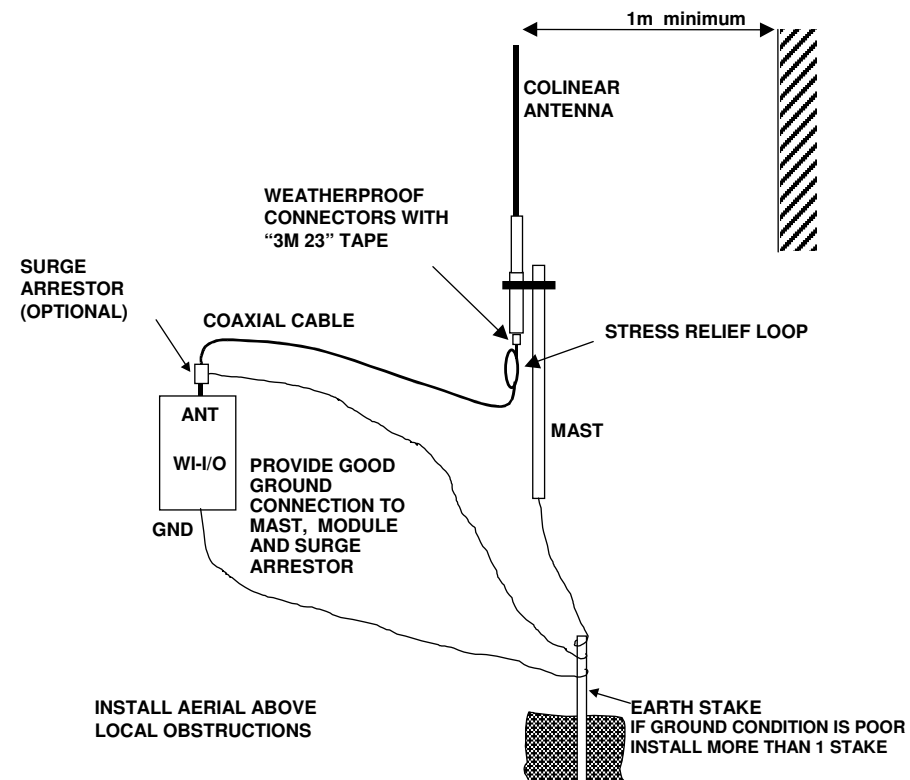 1m  minimum
COLINEAR
ANTENNA
WEATHERPROOF
CONNECTORS WITH
“3M 23” TAPE
SURGE
ARRESTOR
(OPTIONAL)
COAXIAL CABLE
STRESS RELIEF LOOP
ANT
MAST
WI-I/O
PROVIDE GOOD
GROUND
CONNECTION TO
MAST,  MODULE
AND SURGE
ARRESTOR
GND
INSTALL AERIAL ABOVE
LOCAL OBSTRUCTIONS
EARTH STAKE
IF GROUND CONDITION IS POOR
INSTALL MORE THAN 1 STAKE